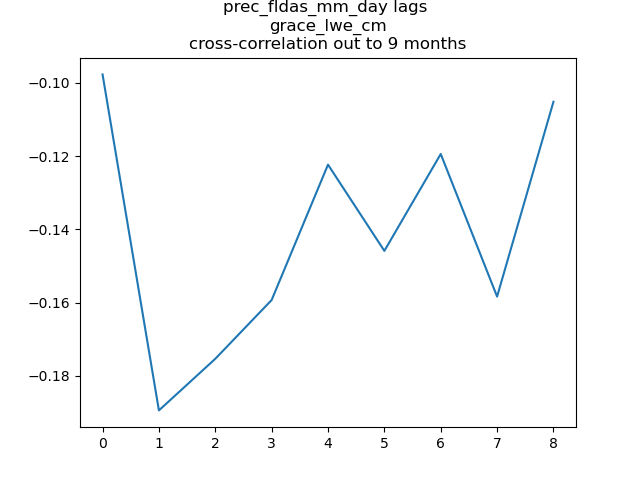 prec_fldas_mm_day lags
grace_lwe_cm
cross-correlation out to 9 months
−0.10
−0.12
−0.14
−0.16
−0.18
0 1 2 3 4 5 6 7 8